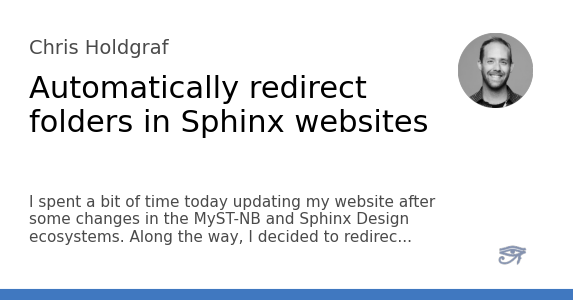 Chris Holdgraf
Automatically redirect
folders in Sphinx websites
I spent a bit of time today updating my website after
some changes in the MyST-NB and Sphinx Design
ecosystems. Along the way, I decided to redirec...